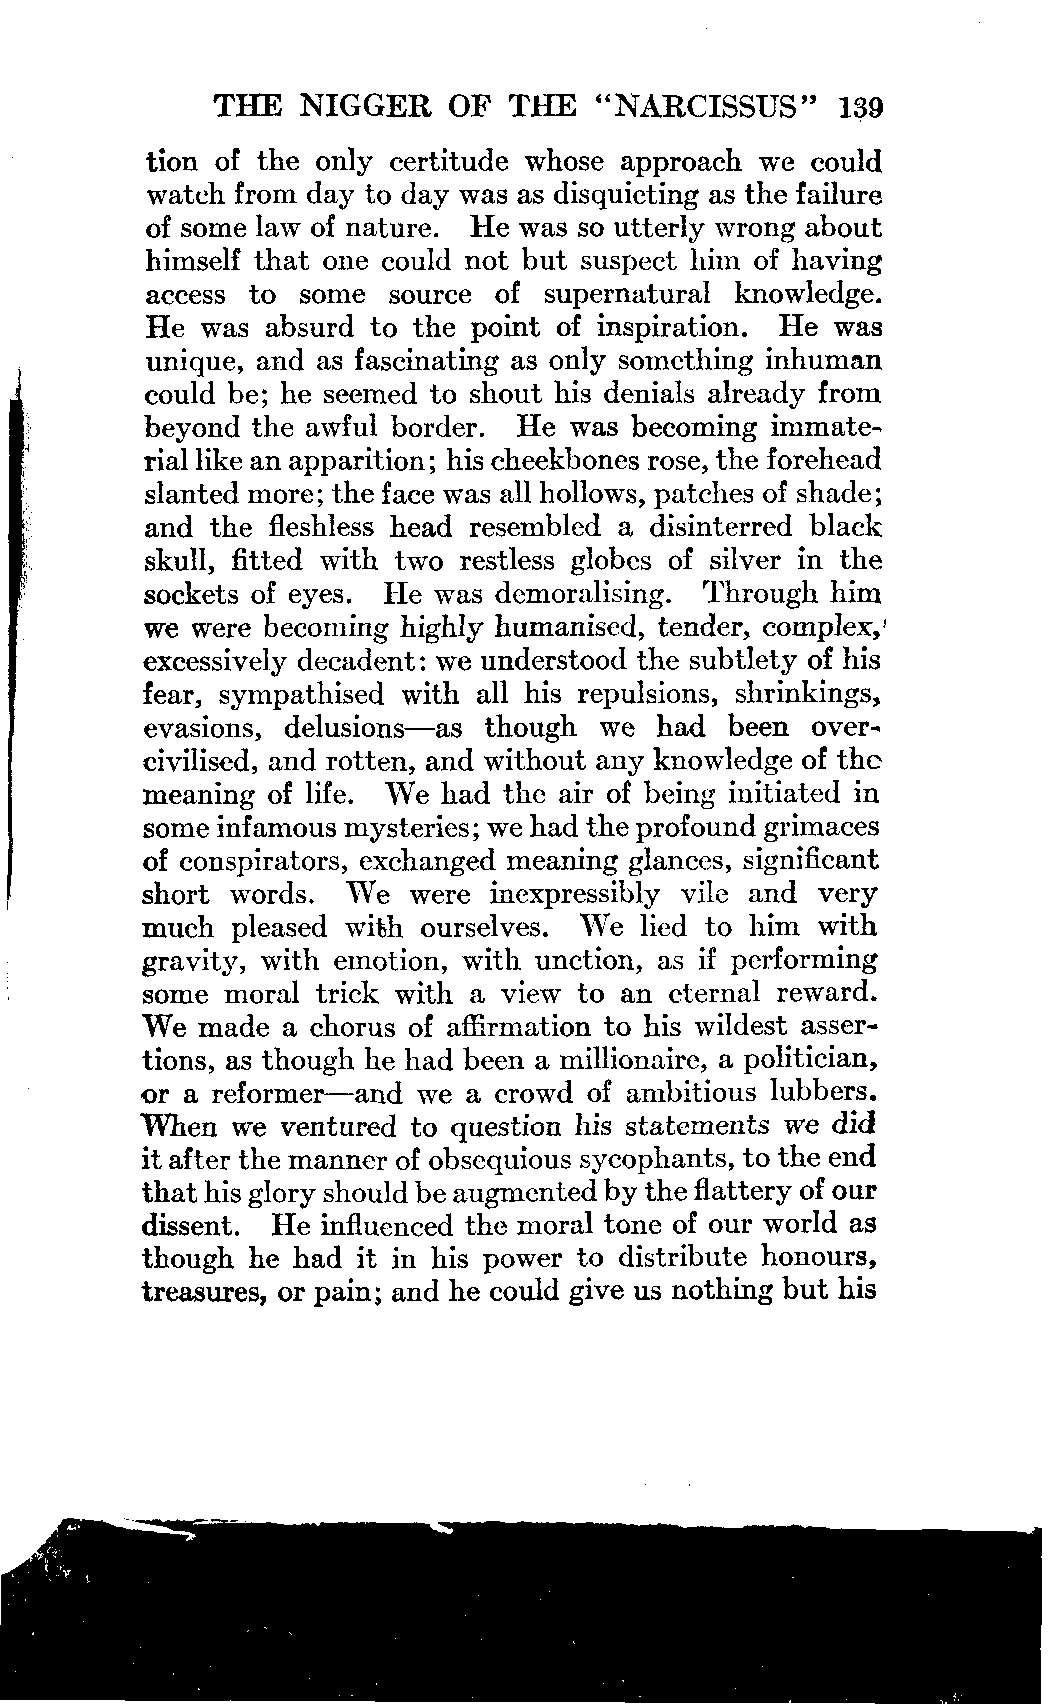 THE NIGGER OF THE "NARCISSUS" 139
tion of the only certitude whose approach we could
watch from day to day was as disquieting as the failure
of some law of nature. He was so utterly wrong about
himself that one could not but suspect him of having
access to some source of supernatural knowledge.
He was absurd to the point of inspiration. He was
unique, and as fascinating as only something inhuman
could be; he seemed to shout his denials already from
beyond the awful border. He was becoming immate-
rial like an apparition; his cheekbones rose, the forehead
slanted more; the face was all hollows, patches of shade;
and the fleshless head resembled a disinterred black
skull, fitted with two restless globes of silver in the
sockets of eyes. He was demoralising. Through him
we were becoming highly humanised, tender, complex,
excessively decadent: we understood the subtlety of his
fear, sympathised with all his repulsions, shrinkings,
evasions, delusions—as though we had been over-
civilised, and rotten, and without any knowledge of the
meaning of life. We had the air of being initiated in
some infamous mysteries; we had the profound grimaces
of conspirators, exchanged meaning glances, significant
short words. We were inexpressibly vile and very
much pleased with ourselves. We lied to him with
gravity, with emotion, with unction, as if performing
some moral trick with a view to an eternal reward.
We made a chorus of affirmation to his wildest asser-
tions, as though he had been a millionaire, a politician,
or a reformer—and we a crowd of ambitious lubbers.
When we ventured to question his statements we did
it after the manner of obsequious sycophants, to the end
that his glory should be augmented by the flattery of our
dissent. He influenced the moral tone of our world as
though he had it in his power to distribute honours,
treasures, or pain; and he could give us nothing but his